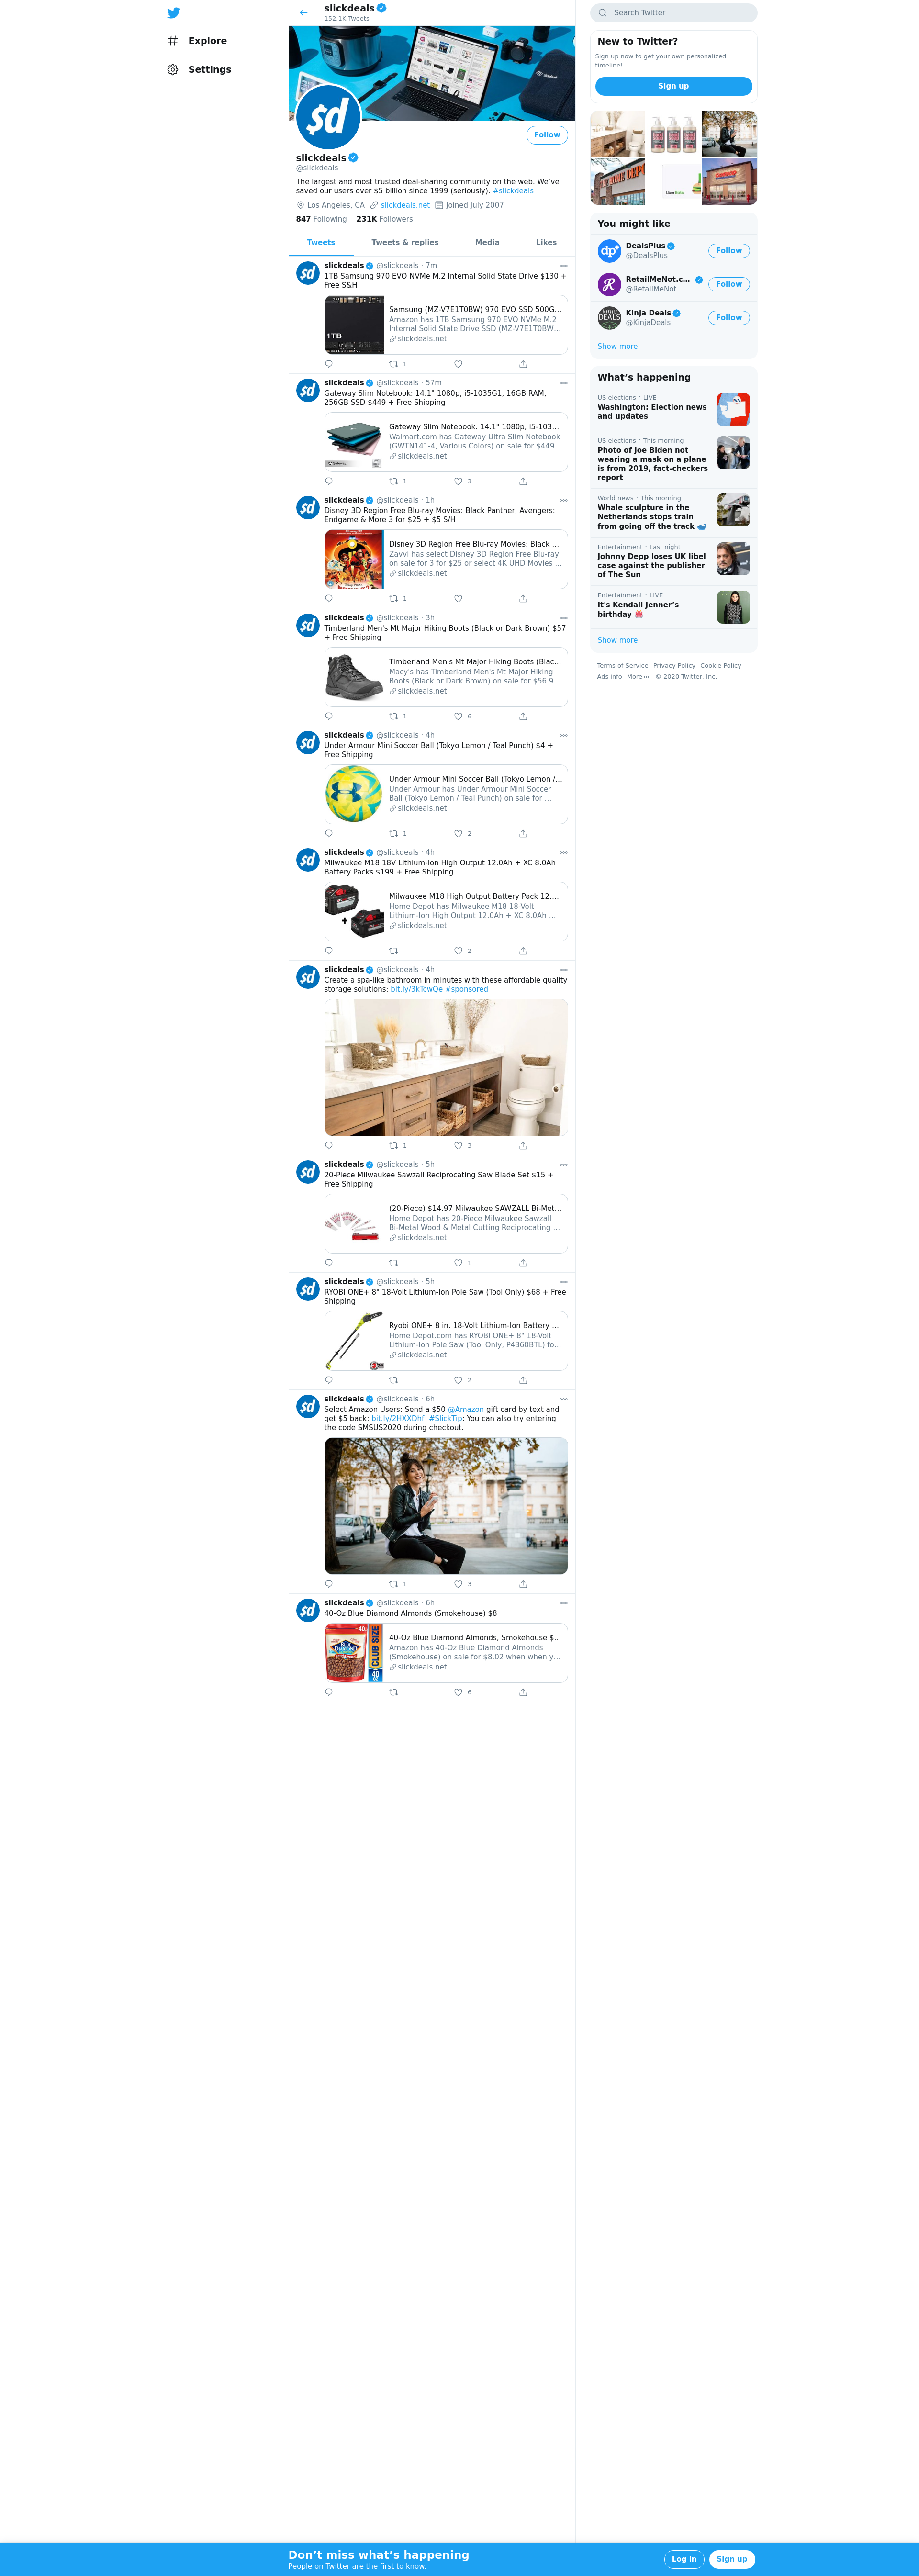 Explore
Settings
slickdeals
152.1K Tweets
$d
Follow
slickdeals
@slickdeals
The largest and most trusted deal-sharing community on the web. We've
saved our users over $5 billion since 1999 (seriously). #slickdeals
Los Angeles, CA slickdeals.net Joined July 2007
847 Following 231K Followers
Tweets Tweets & replies Media Likes
slickdeals @slickdeals · 7m
1TB Samsung 970 EVO NVMe M.2 Internal Solid State Drive $130 +
Free S&H
1TB
Samsung (MZ-V7E1T0BW) 970 EVO SSD 500G...
Amazon has 1TB Samsung 970 EVO NVMe M.2
Internal Solid State Drive SSD (MZ-V7E1T0BW...
slickdeals.net
1
slickdeals @slickdeals · 57m
Gateway Slim Notebook: 14.1" 1080p, i5-1035G1, 16GB RAM,
256GB SSD $449 + Free Shipping
Gateway Slim Notebook: 14.1" 1080p, i5-103...
Walmart.com has Gateway Ultra Slim Notebook
(GWTN141-4, Various Colors) on sale for $449...
slickdeals.net
1 3
slickdeals @slickdeals · 1h
Disney 3D Region Free Blu-ray Movies: Black Panther, Avengers:
Endgame & More 3 for $25 + $5 S/H
Disney 3D Region Free Blu-ray Movies: Black ...
Zavvi has select Disney 3D Region Free Blu-ray
on sale for 3 for $25 or select 4K UHD Movies ...
slickdeals.net
1
slickdeals @slickdeals · 3h
Timberland Men's Mt Major Hiking Boots (Black or Dark Brown) $57
+ Free Shipping
Timberland Men's Mt Major Hiking Boots (Blac...
Macy's has Timberland Men's Mt Major Hiking
Boots (Black or Dark Brown) on sale for $56.9...
slickdeals.net
1 6
slickdeals @slickdeals · 4h
Under Armour Mini Soccer Ball (Tokyo Lemon / Teal Punch) $4 +
Free Shipping
Under Armour Mini Soccer Ball (Tokyo Lemon /...
Under Armour has Under Armour Mini Soccer
Ball (Tokyo Lemon / Teal Punch) on sale for ...
slickdeals.net
1 2
slickdeals @slickdeals · 4h
Milwaukee M18 18V Lithium-Ion High Output 12.0Ah + XC 8.0Ah
Battery Packs $199 + Free Shipping
Milwaukee M18 High Output Battery Pack 12....
Home Depot has Milwaukee M18 18-Volt
Lithium-Ion High Output 12.0Ah + XC 8.0Ah ...
slickdeals.net
2
slickdeals @slickdeals · 4h
Create a spa-like bathroom in minutes with these affordable quality
storage solutions: bit.ly/3kTcwQe #sponsored
1 3
slickdeals @slickdeals · 5h
20-Piece Milwaukee Sawzall Reciprocating Saw Blade Set $15 +
Free Shipping
(20-Piece) $14.97 Milwaukee SAWZALL Bi-Met...
Home Depot has 20-Piece Milwaukee Sawzall
Bi-Metal Wood & Metal Cutting Reciprocating ...
slickdeals.net
1
slickdeals @slickdeals · 5h
RYOBI ONE+ 8" 18-Volt Lithium-Ion Pole Saw (Tool Only) $68 + Free
Shipping
Ryobi ONE+ 8 in. 18-Volt Lithium-Ion Battery ...
Home Depot.com has RYOBI ONE+ 8" 18-Volt
Lithium-Ion Pole Saw (Tool Only, P4360BTL) fo...
slickdeals.net
2
slickdeals @slickdeals · 6h
Select Amazon Users: Send a $50 @Amazon gift card by text and
get $5 back: bit.ly/2HXXDhf #SlickTip: You can also try entering
the code SMSUS2020 during checkout.
1 3
slickdeals @slickdeals · 6h
40-Oz Blue Diamond Almonds (Smokehouse) $8
BLUE DIAMOND
CLUB SIZE
40
40-Oz Blue Diamond Almonds, Smokehouse $...
Amazon has 40-Oz Blue Diamond Almonds
(Smokehouse) on sale for $8.02 when when y...
slickdeals.net
6
Search Twitter
New to Twitter?
Sign up now to get your own personalized
timeline!
Sign up
You might like
DealsPlus
@DealsPlus
Follow
RetailMeNot.c...
@RetailMeNot
Follow
Kinja Deals
@KinjaDeals
Follow
Show more
What's happening
US elections · LIVE
Washington: Election news
and updates
US elections · This morning
Photo of Joe Biden not
wearing a mask on a plane
is from 2019, fact-checkers
report
World news · This morning
Whale sculpture in the
Netherlands stops train
from going off the track 🐋
Entertainment · Last night
Johnny Depp loses UK libel
case against the publisher
of The Sun
Entertainment · LIVE
It's Kendall Jenner's
birthday
Show more
Terms of Service Privacy Policy Cookie Policy
Ads info More © 2020 Twitter, Inc.
Don't miss what's happening
People on Twitter are the first to know.
Log in Sign up